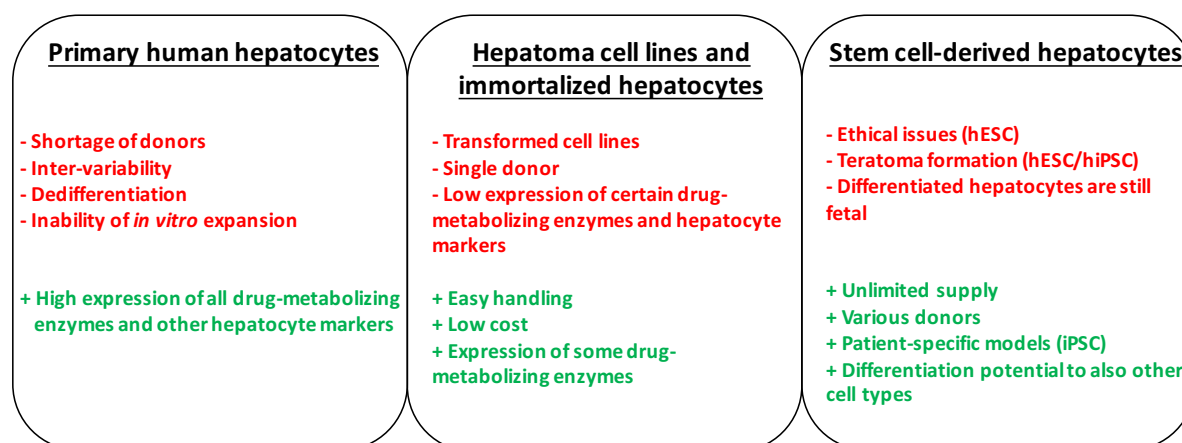 Primary human hepatocytes
- Shortage of donors
- Inter-variability
- Dedifferentiation
- Inability of in vitro expansion
+ High expression of all drug-metabolizing
enzymes and other hepatocyte markers
Hepatoma cell lines and
immortalized hepatocytes
- Transformed cell lines
- Single donor
- Low expression of certain drug-
metabolizing enzymes and hepatocyte
markers
+ Easy handling
+ Low cost
+ Expression of some drug-
metabolizing enzymes
Stem cell-derived hepatocytes
- Ethical issues (hESC)
- Teratoma formation (hESC/hiPSC)
- Differentiated hepatocytes are still
fetal
+ Unlimited supply
+ Various donors
+ Patient-specific models (iPSC)
+ Differentiation potential to also other
cell types